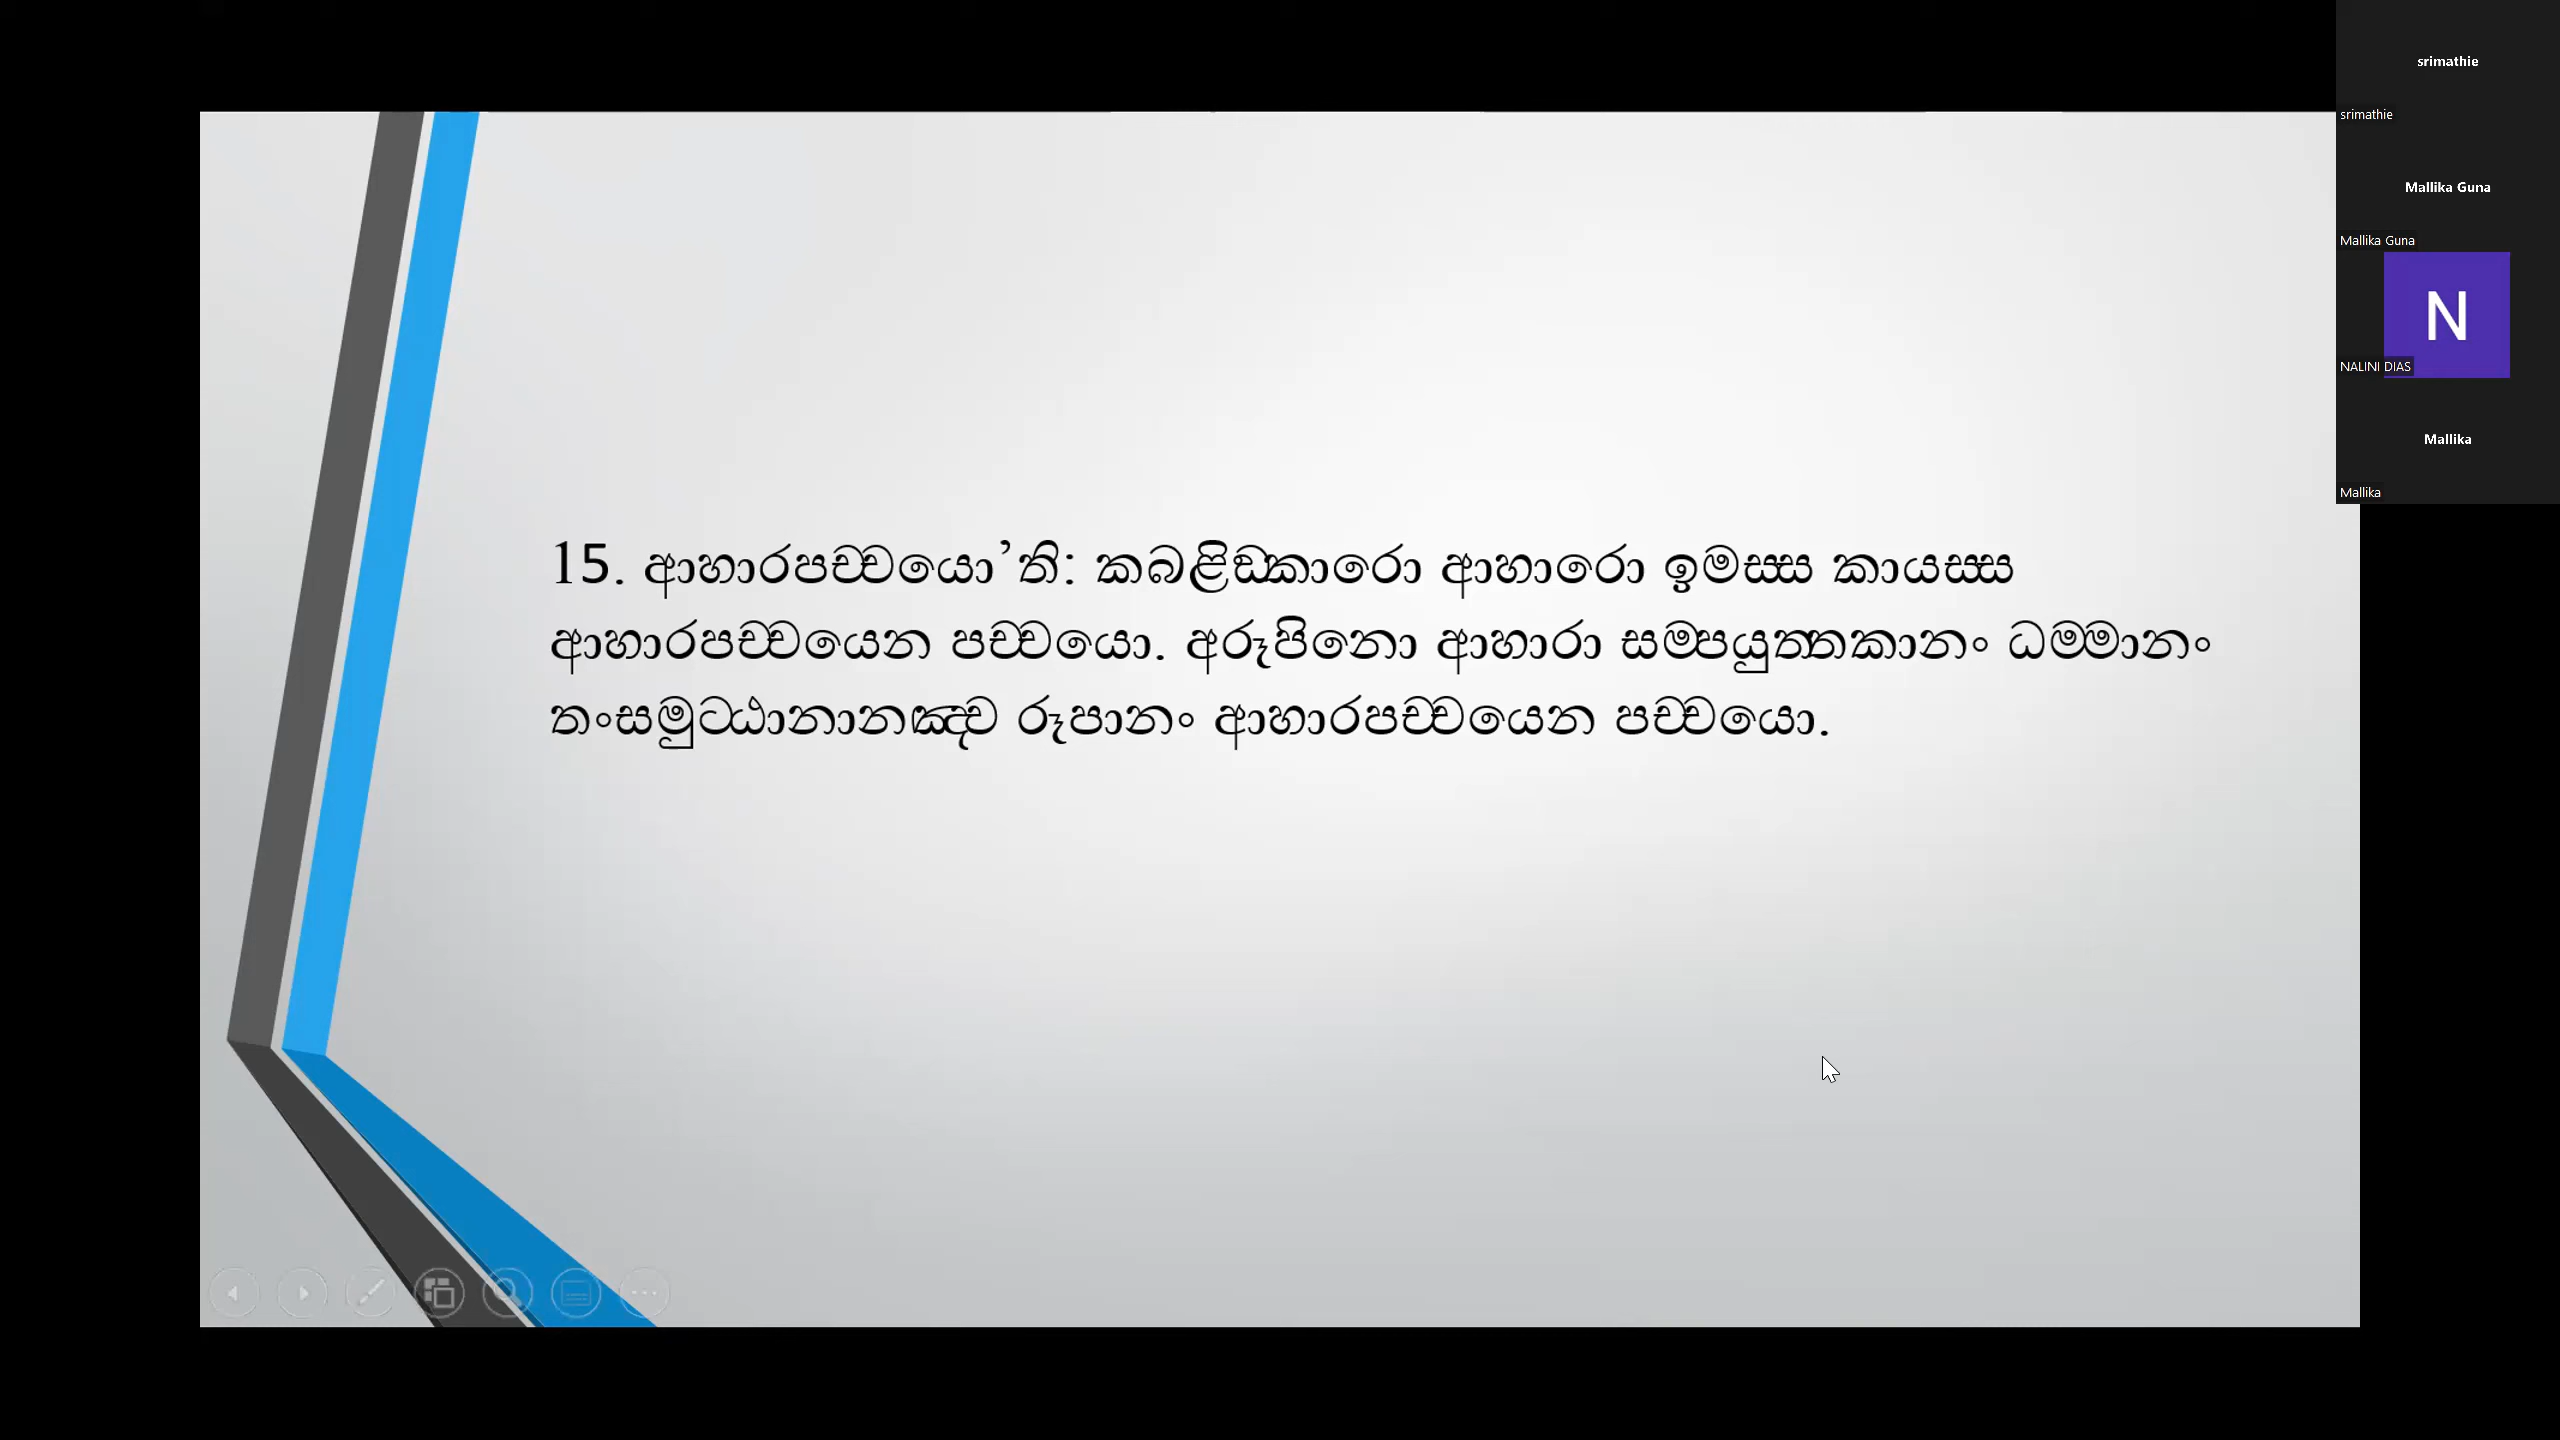 15. ආහාරපච‍්චයො’ති: කබළිඞ‍්කාරො ආහාරො ඉමස‍්ස කායස‍්ස
ආහාරපච‍්චයෙන පච‍්චයො. අරූපිනො ආහාරා සම‍්පයුත‍්තකානං ධම‍්මානං
තංසමුට‍්ඨානානඤ‍්ච රූපානං ආහාරපච‍්චයෙන පච‍්චයො.
srimathie
srimathie
Mallika Guna
Mallika Guna
N
NALINI DIAS
Mallika
Mallika